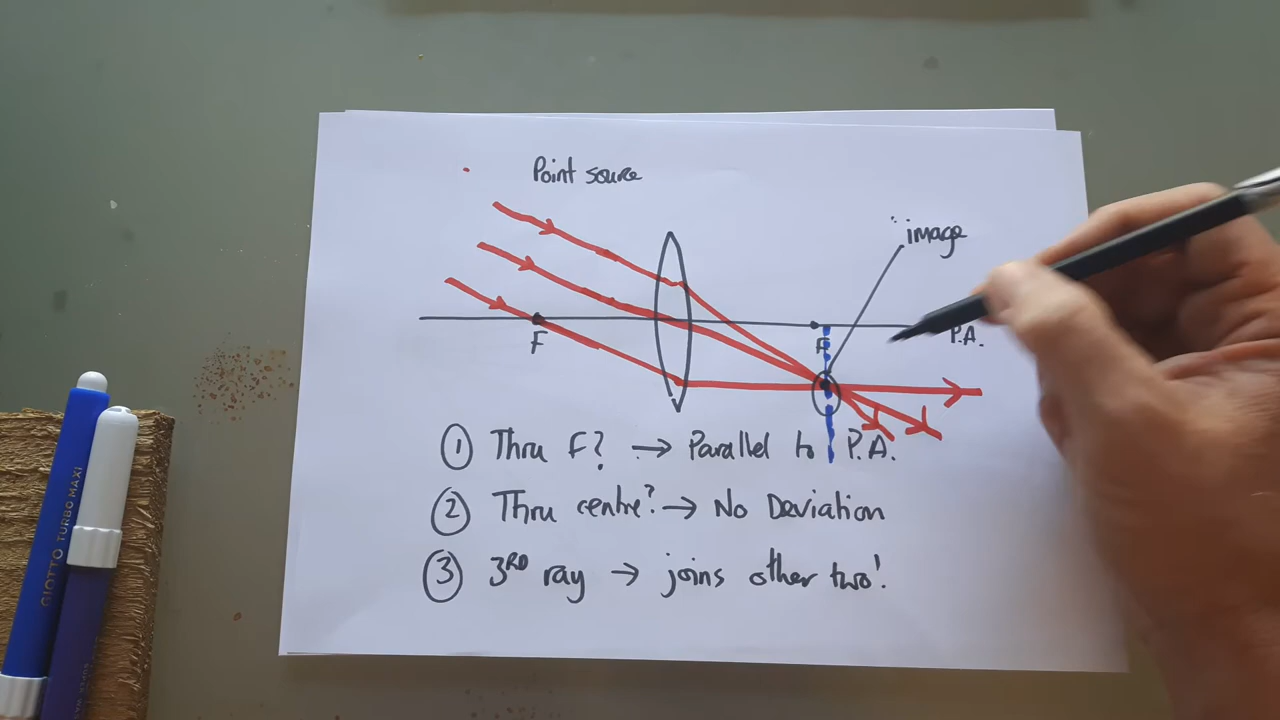 Point source
image
P.A.
F
F
① Thru F? → Parallel to P.A.
② Thru centre? → No Deviation
③ 3RD ray → joins other two!
GIOTTO TURBO MAXI